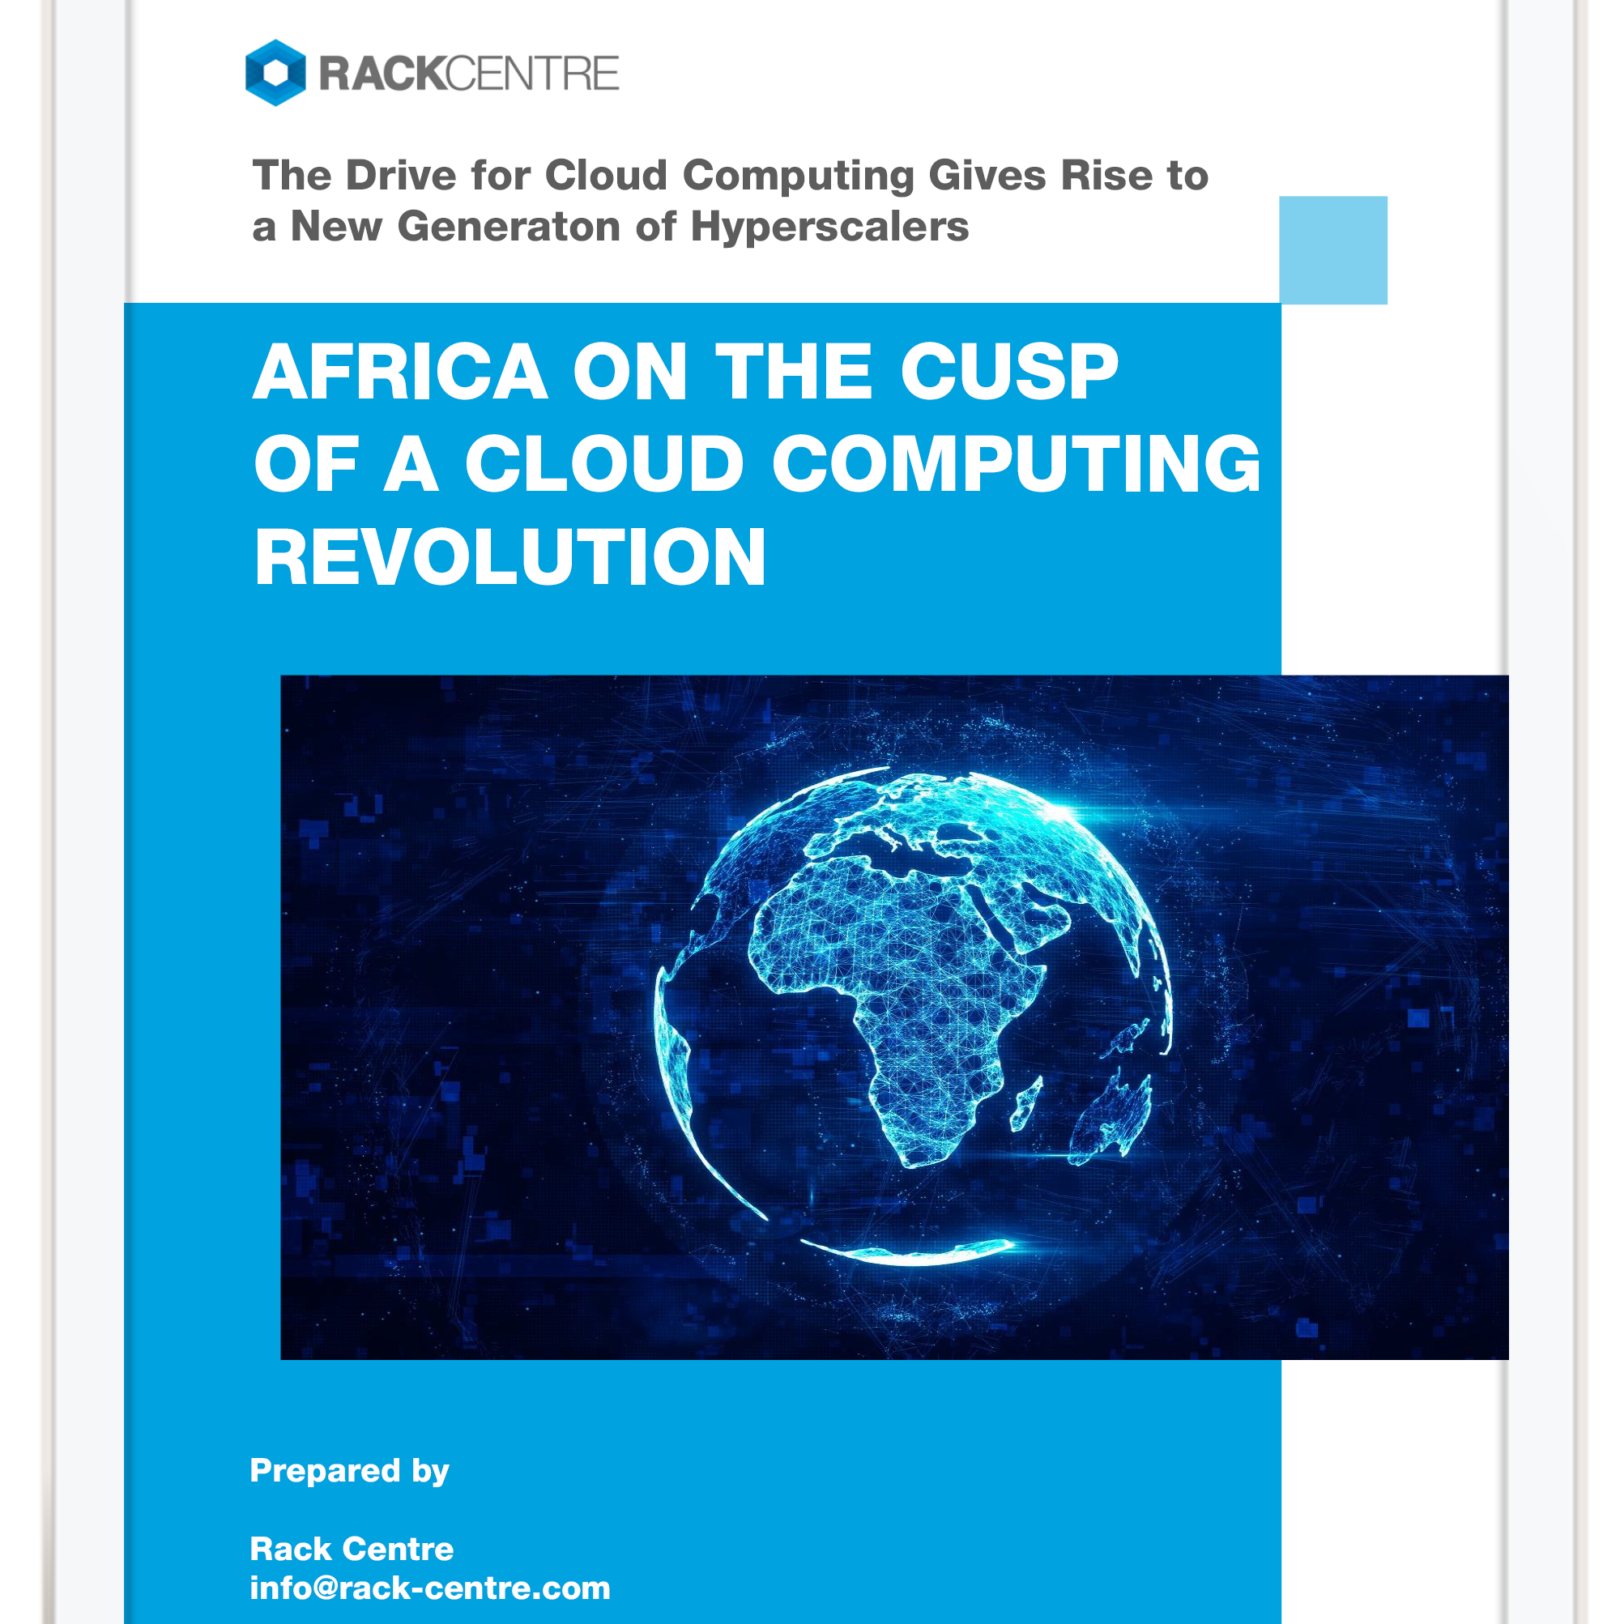 RACKCENTRE
The Drive for Cloud Computing Gives Rise to
a New Generaton of Hyperscalers
AFRICA ON THE CUSP
OF A CLOUD COMPUTING
REVOLUTION
Prepared by
Rack Centre
info@rack-centre.com